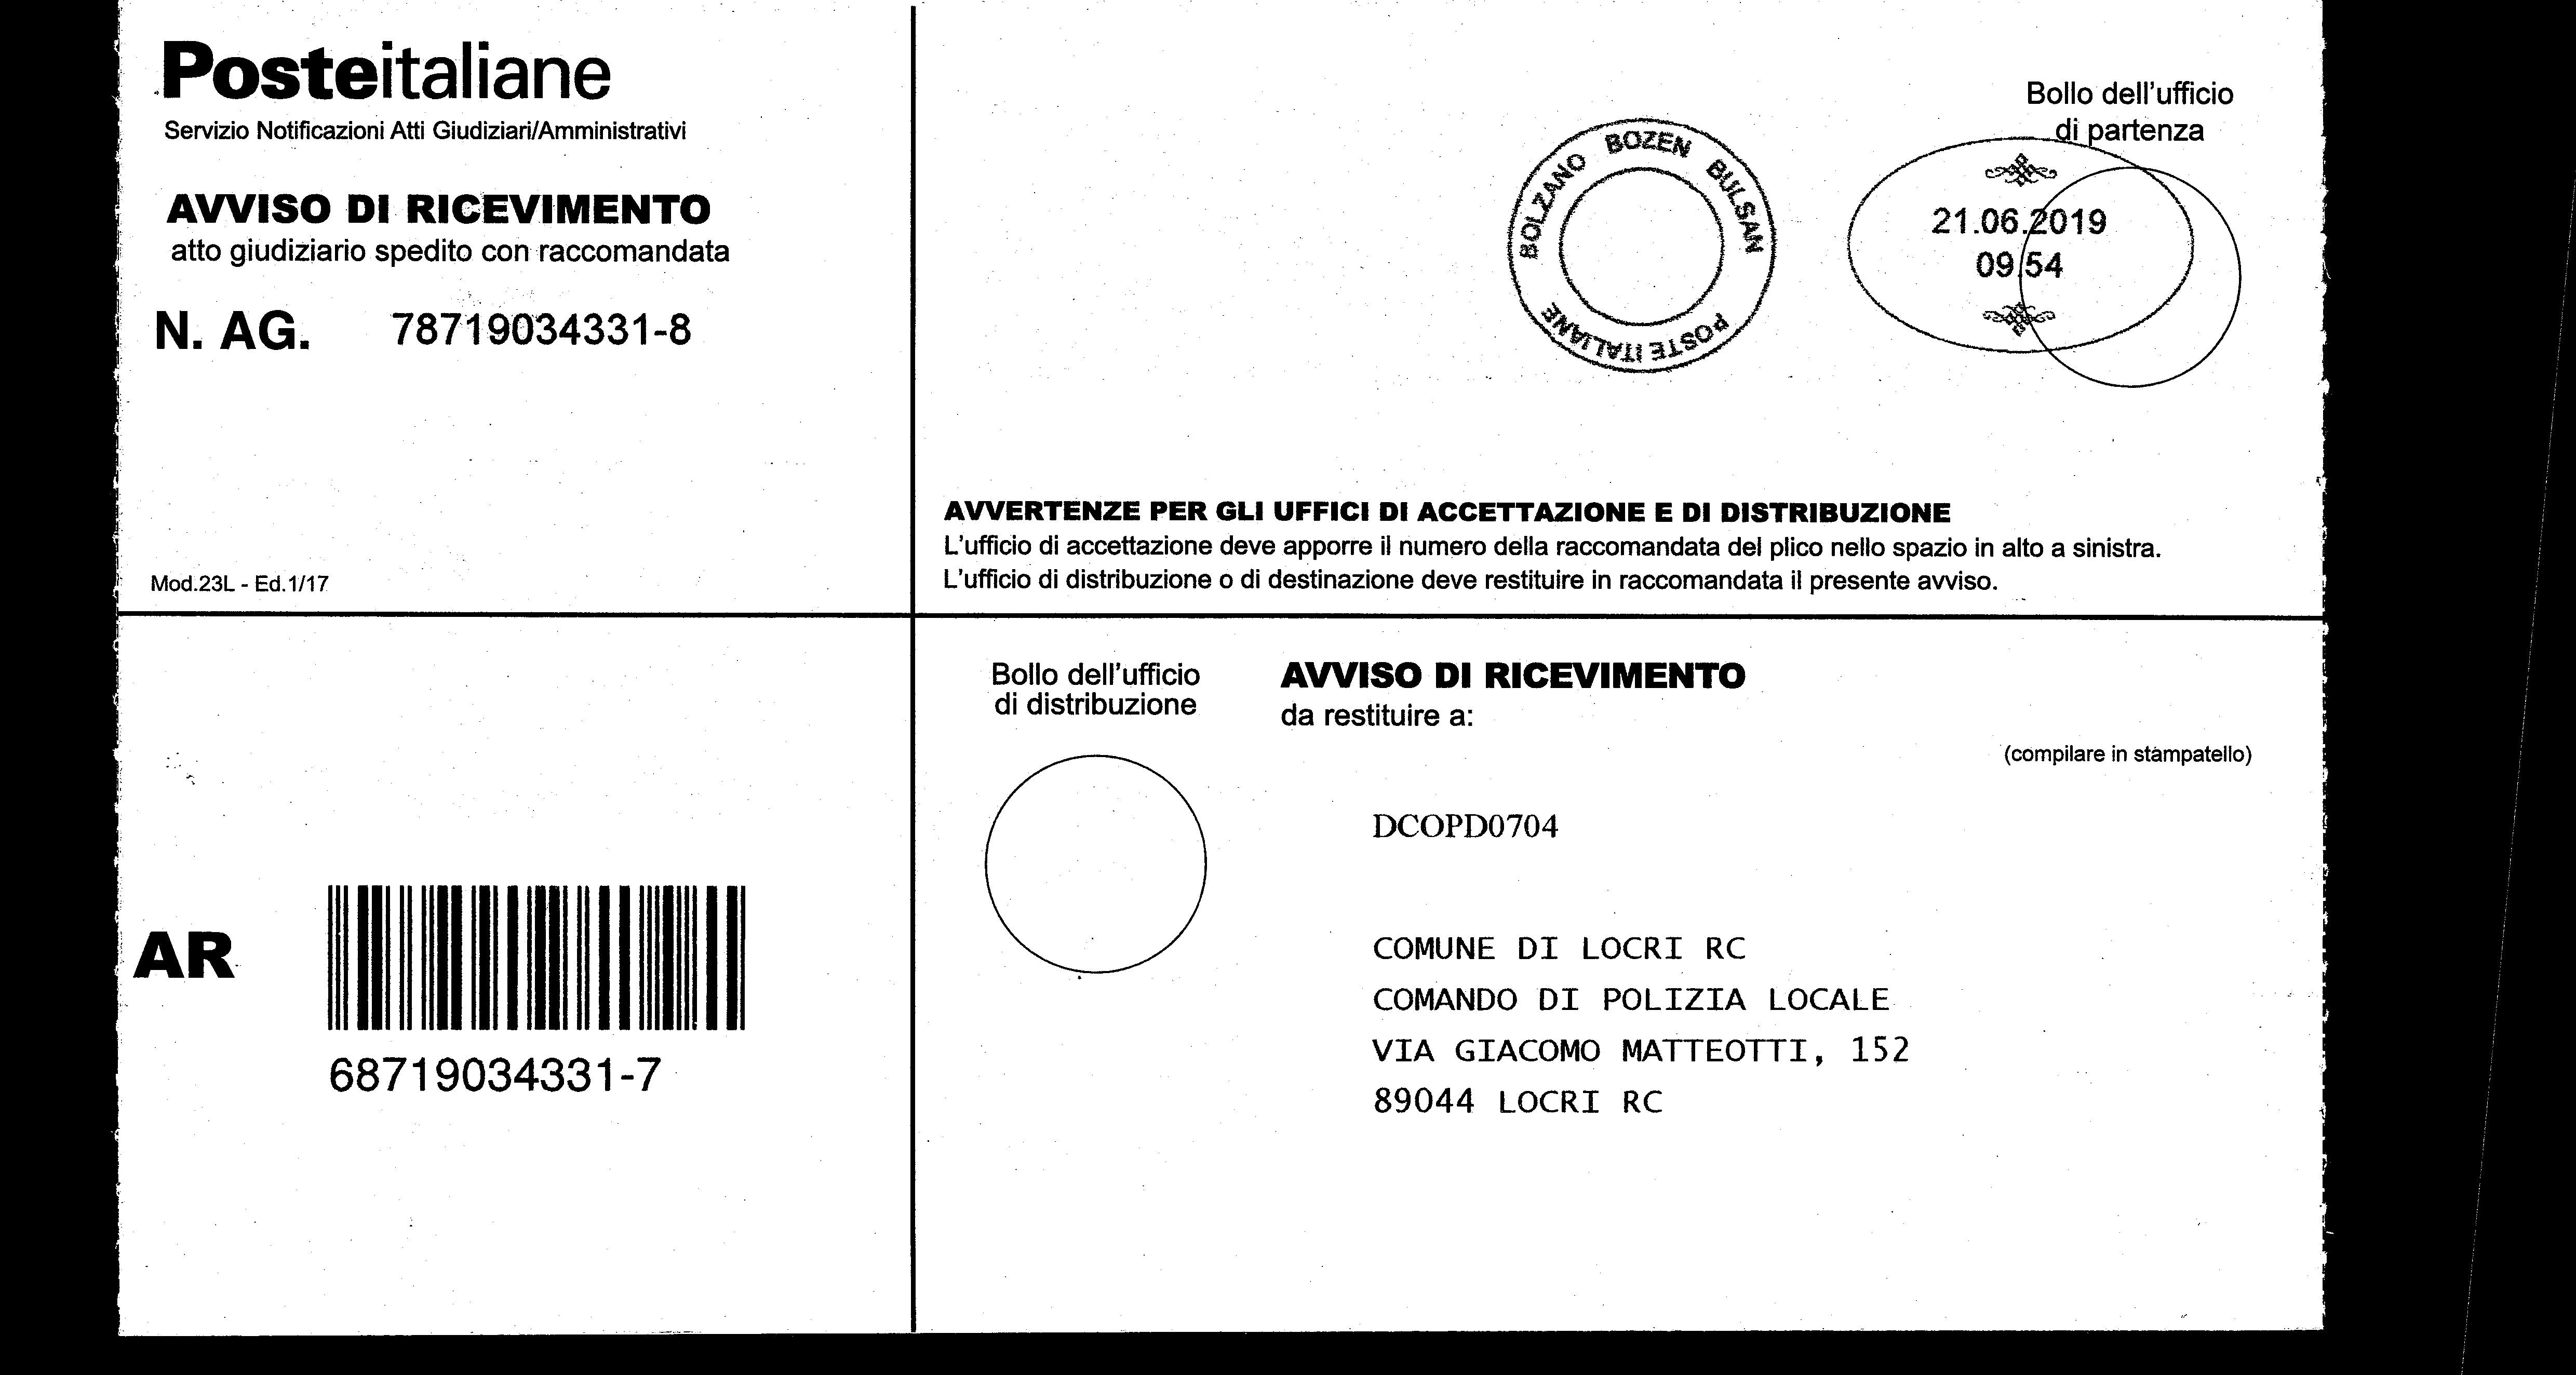 Posteitaliane
Servizio Notificazioni Atti Giudiziari/Amministrativi
AVVISO DI RICEVIMENTO
atto giudiziario spedito con raccomandata
N. AG. 78719034331-8
Mod.23L - Ed.1/17
BOLZANO BOZEN BULSAN
POSTE ITALIANE
Bollo dell'ufficio
di partenza
21.06.2019
09:54
AVVERTENZE PER GLI UFFICI DI ACCETTAZIONE E DI DISTRIBUZIONE
L'ufficio di accettazione deve apporre il numero della raccomandata del plico nello spazio in alto a sinistra.
L'ufficio di distribuzione o di destinazione deve restituire in raccomandata il presente avviso.
AR
68719034331-7
Bollo dell'ufficio
di distribuzione
AVVISO DI RICEVIMENTO
da restituire a:
(compilare in stampatello)
DCOPD0704
COMUNE DI LOCRI RC
COMANDO DI POLIZIA LOCALE
VIA GIACOMO MATTEOTTI, 152
89044 LOCRI RC